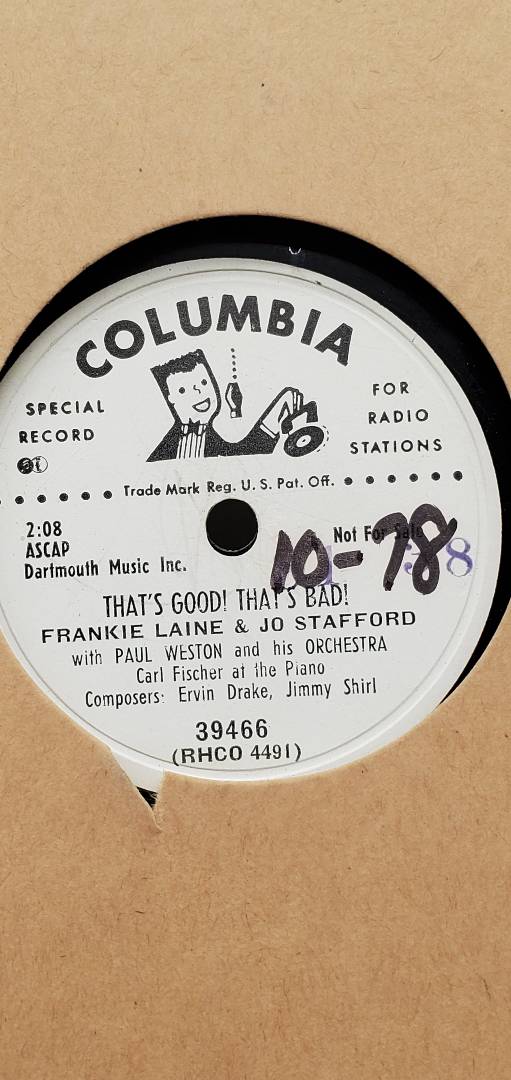 COLUMBIA
SPECIAL
RECORD
FOR
RADIO
STATIONS
Trade Mark Reg. U. S. Pat. Off.
2:08
ASCAP
Dartmouth Music Inc.
Not For Sale
10-78
8
THAT'S GOOD! THAT'S BAD!
FRANKIE LAINE & JO STAFFORD
with PAUL WESTON and his ORCHESTRA
Carl Fischer at the Piano
Composers: Ervin Drake, Jimmy Shirl
39466
(RHCO 4491)